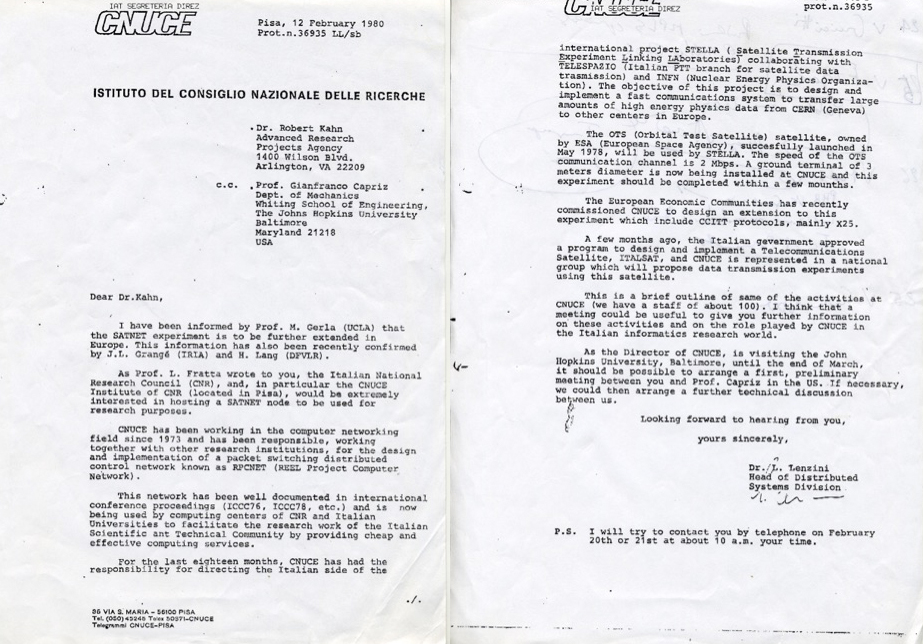 IAT SEGRETERIA DIREZ
CNUCE
Pisa, 12 February 1980
Prot.n.36935 LL/sb
ISTITUTO DEL CONSIGLIO NAZIONALE DELLE RICERCHE
Dr. Robert Kahn
Advanced Research
Projects Agency
1400 Wilson Blvd.
Arlington, VA 22209
c.c. Prof. Gianfranco Capriz
Dept. of Mechanics
Whiting School of Engineering,
The Johns Hopkins University
Baltimore
Maryland 21218
USA
Dear Dr.Kahn,
I have been informed by Prof. M. Gerla (UCLA) that
the SATNET experiment is to be further extended in
Europe. This information has also been recently confirmed
by J.L. Grangé (IRIA) and H. Lang (DFVLR).
As Prof. L. Fratta wrote to you, the Italian National
Research Council (CNR), and, in particular the CNUCE
Institute of CNR (located in Pisa), would be extremely
interested in hosting a SATNET node to be used for
research purposes.
CNUCE has been working in the computer networking
field since 1973 and has been responsible, working
together with other research institutions, for the design
and implementation of a packet switching distributed
control network known as RPCNET (REEL Project Computer
Network).
This network has been well documented in international
conference proceedings (ICCC76, ICCC78, etc.) and is now
being used by computing centers of CNR and Italian
Universities to facilitate the research work of the Italian
Scientific ant Technical Community by providing cheap and
effective computing services.
For the last eighteen months, CNUCE has had the
responsibility for directing the Italian side of the
./.
36 VIA S. MARIA - 56100 PISA
Tel. (050) 45245 Telex 50371-CNUCE
Telegrammi CNUCE-PISA
CNUCE
IAT SEGRETERIA DIREZ
prot.n.36935
international project STELLA ( Satellite Transmission
Experiment Linking LAboratories) collaborating with
TELESPAZIO (Italian PTT branch for satellite data
trasmission) and INFN (Nuclear Energy Physics Organiza-
tion). The objective of this project is to design and
implement a fast communications system to transfer large
amounts of high energy physics data from CERN (Geneva)
to other centers in Europe.
The OTS (Orbital Test Satellite) satellite, owned
by ESA (European Space Agency), succesfully launched in
May 1978, will be used by STELLA. The speed of the OTS
communication channel is 2 Mbps. A ground terminal of 3
meters diameter is now being installed at CNUCE and this
experiment should be completed within a few mounths.
The European Economic Communities has recently
commissioned CNUCE to design an extension to this
experiment which include CCITT protocols, mainly X25.
A few months ago, the Italian government approved
a program to design and implement a Telecommunications
Satellite, ITALSAT, and CNUCE is represented in a national
group which will propose data transmission experiments
using this satellite.
This is a brief outline of same of the activities at
CNUCE (we have a staff of about 100). I think that a
meeting could be useful to give you further information
on these activities and on the role played by CNUCE in
the Italian informatics research world.
As the Director of CNUCE, is visiting the John
Hopkins University, Baltimore, until the end of March,
it should be possible to arrange a first, preliminary
meeting between you and Prof. Capriz in the US. If necessary,
we could then arrange a further technical discussion
between us.
Looking forward to hearing from you,
yours sincerely,
Dr. L. Lenzini
Head of Distributed
Systems Division
P.S. I will try to contact you by telephone on February
20th or 21st at about 10 a.m. your time.